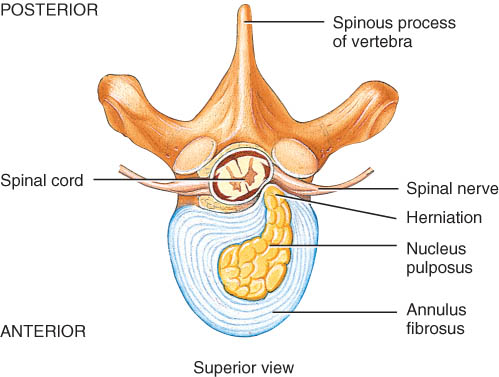 POSTERIOR
Spinous process
of vertebra
Spinal cord
Spinal nerve
Herniation
Nucleus
pulposus
Annulus
fibrosus
ANTERIOR
Superior view